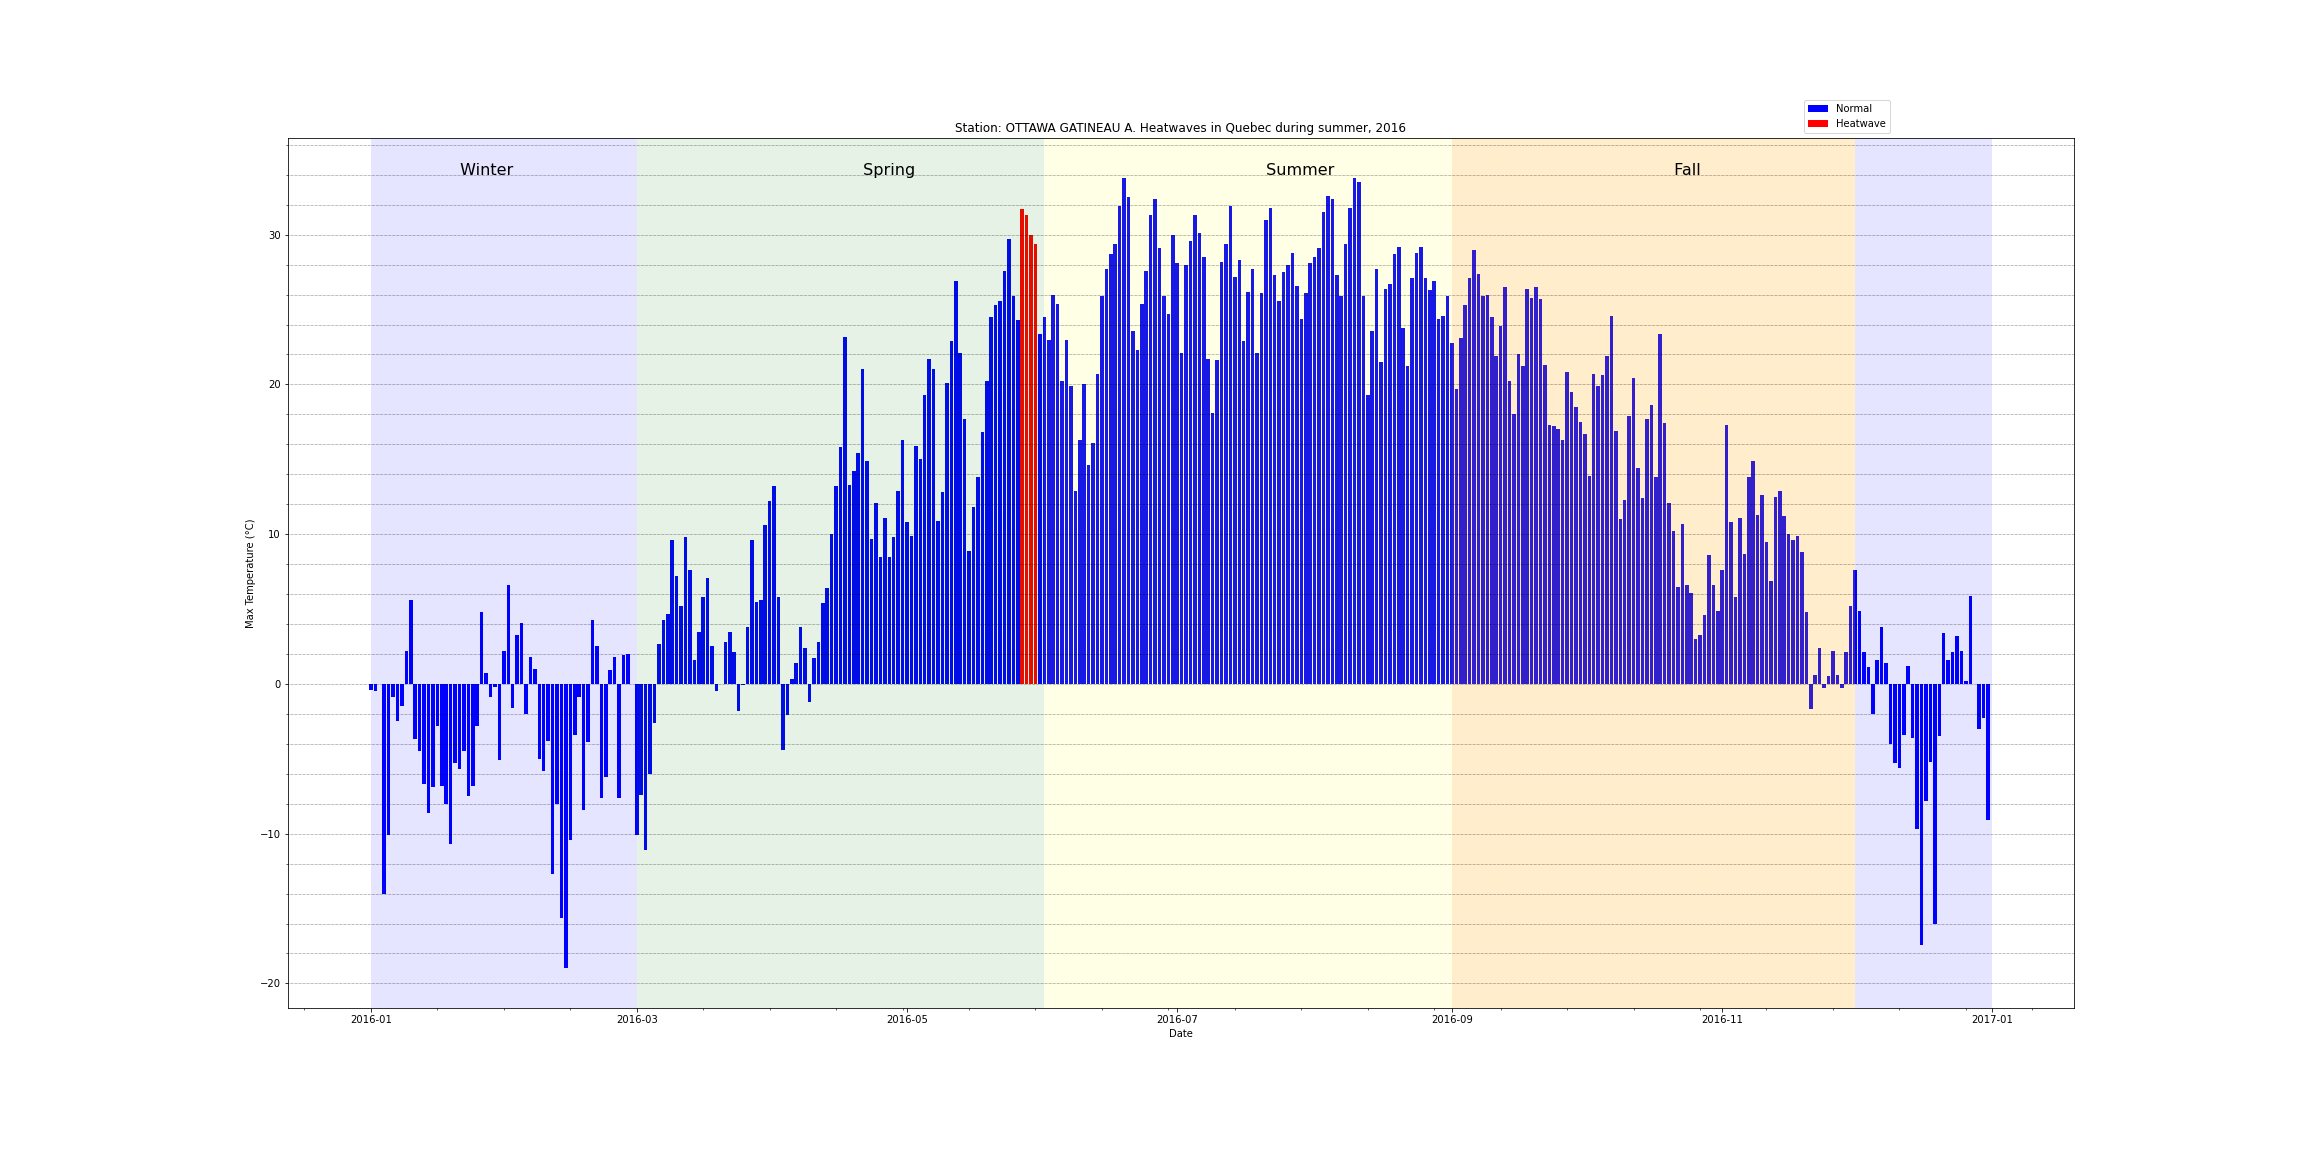 Normal
Heatwave
Station: OTTAWA GATINEAU A. Heatwaves in Quebec during summer, 2016
Winter
Spring
Summer
Fall
30
20
10
0
−10
−20
Max Temperature (°C)
2016-01
2016-03
2016-05
2016-07
2016-09
2016-11
2017-01
Date